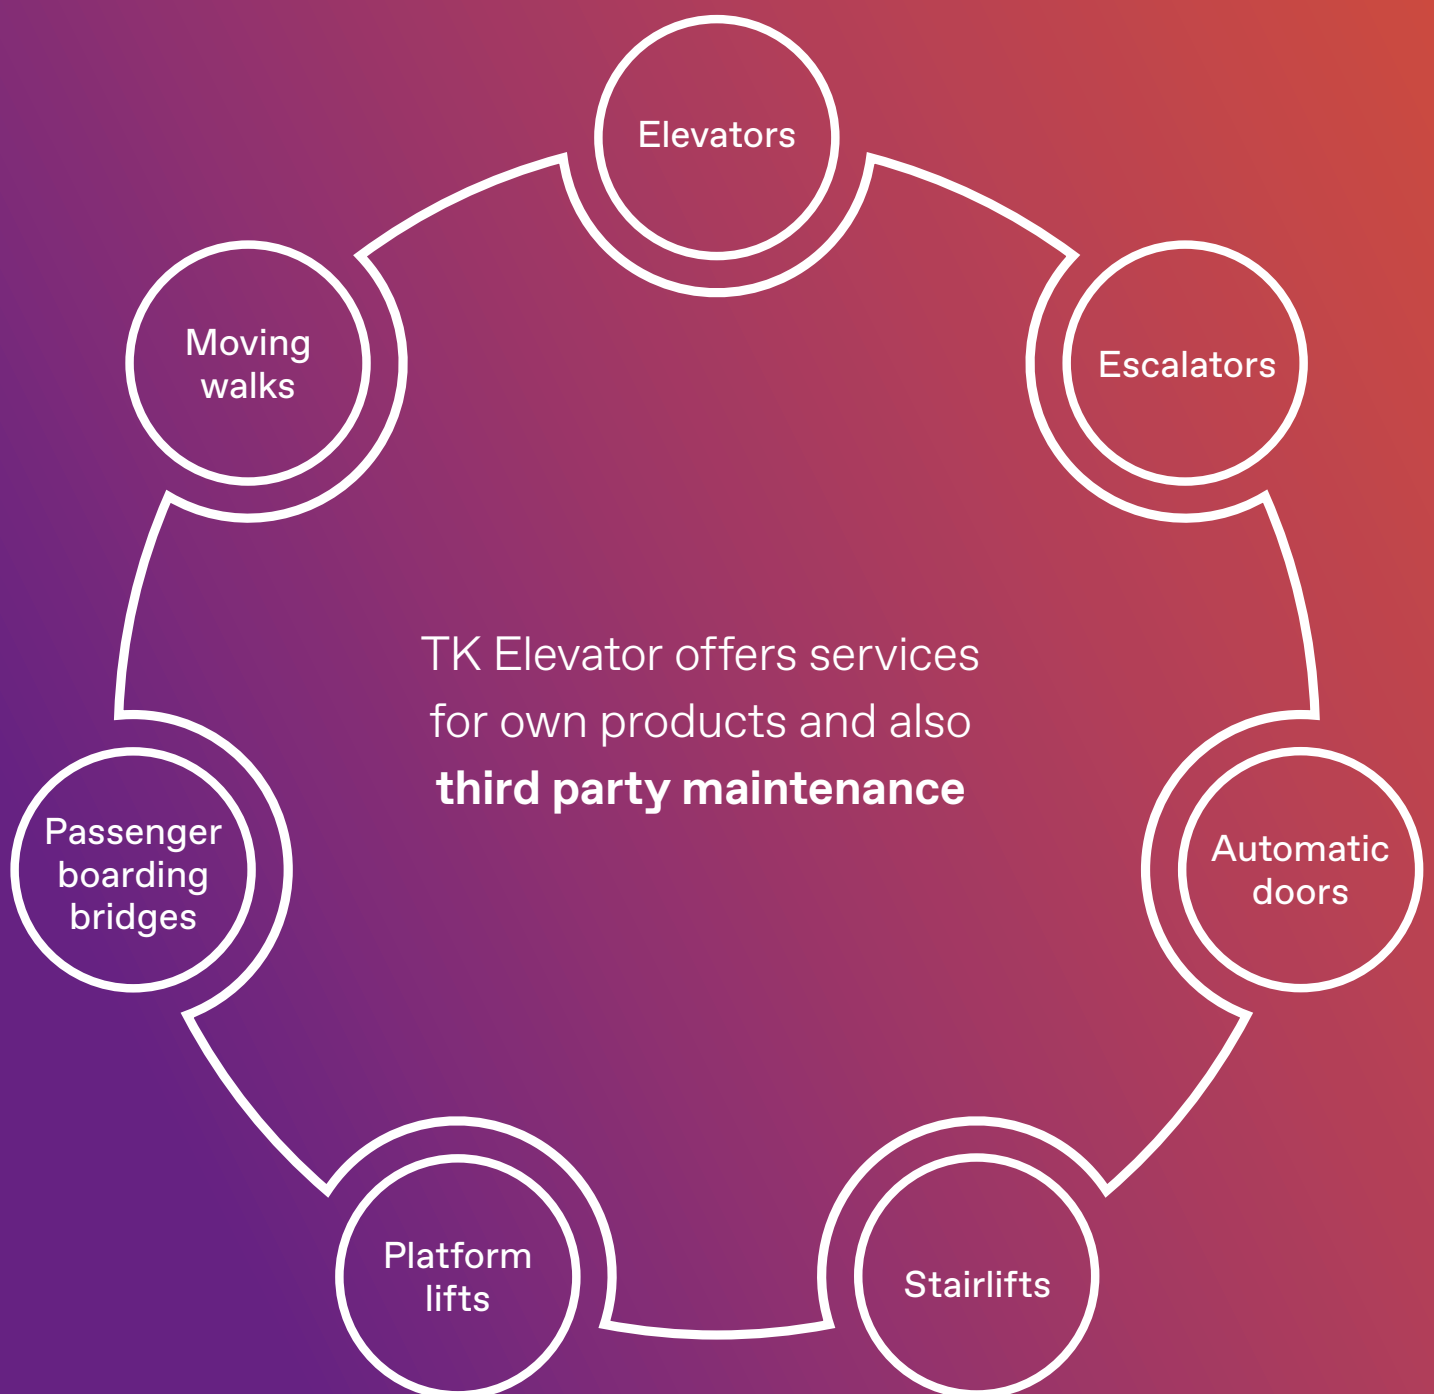 Elevators
Escalators
Automatic
doors
Stairlifts
Platform
lifts
Passenger
boarding
bridges
Moving
walks
TK Elevator offers services
for own products and also
third party maintenance